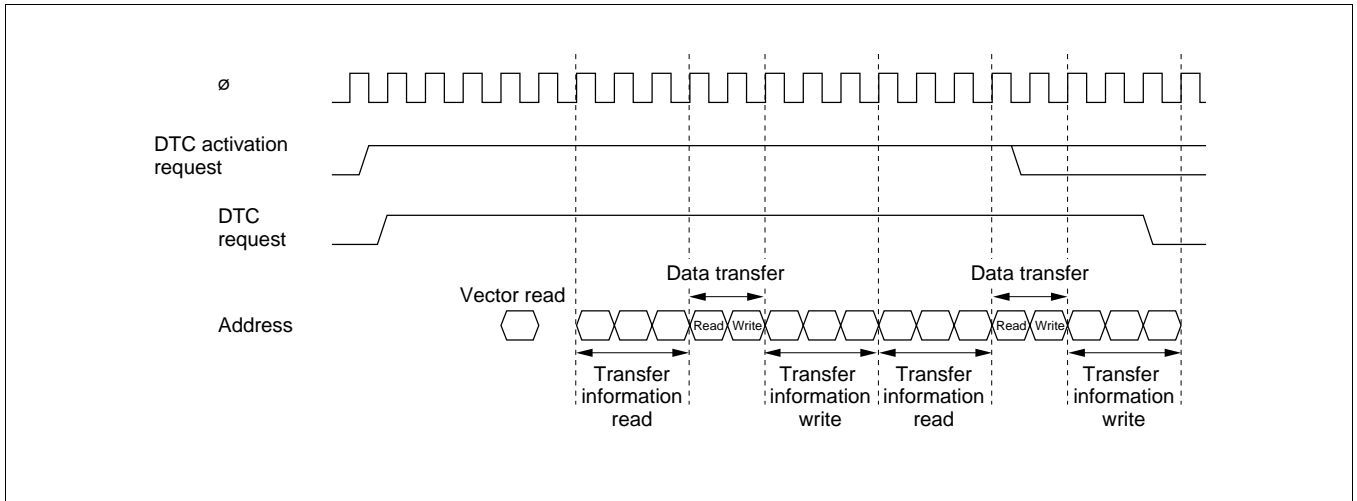 ø
DTC activation
request
DTC
request
Data transfer
Data transfer
Vector read
Address
Read
Write
Read
Write
Transfer
information
read
Transfer
information
write
Transfer
information
read
Transfer
information
write